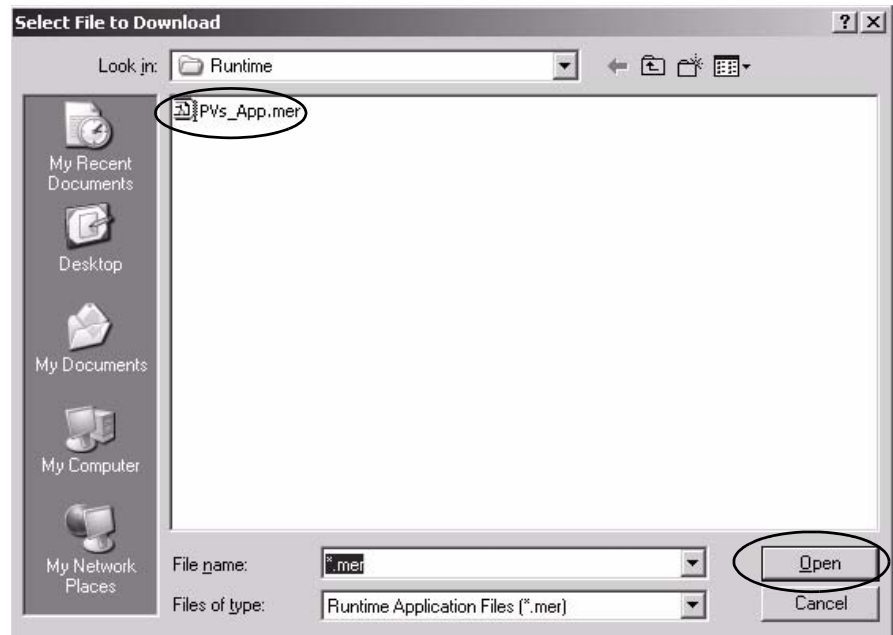 Select File to Download
Look in:
Runtime
PVs_App.mer
My Recent
Documents
Desktop
My Documents
My Computer
My Network
Places
File name:
*.mer
Open
Files of type:
Runtime Application Files (*.mer)
Cancel